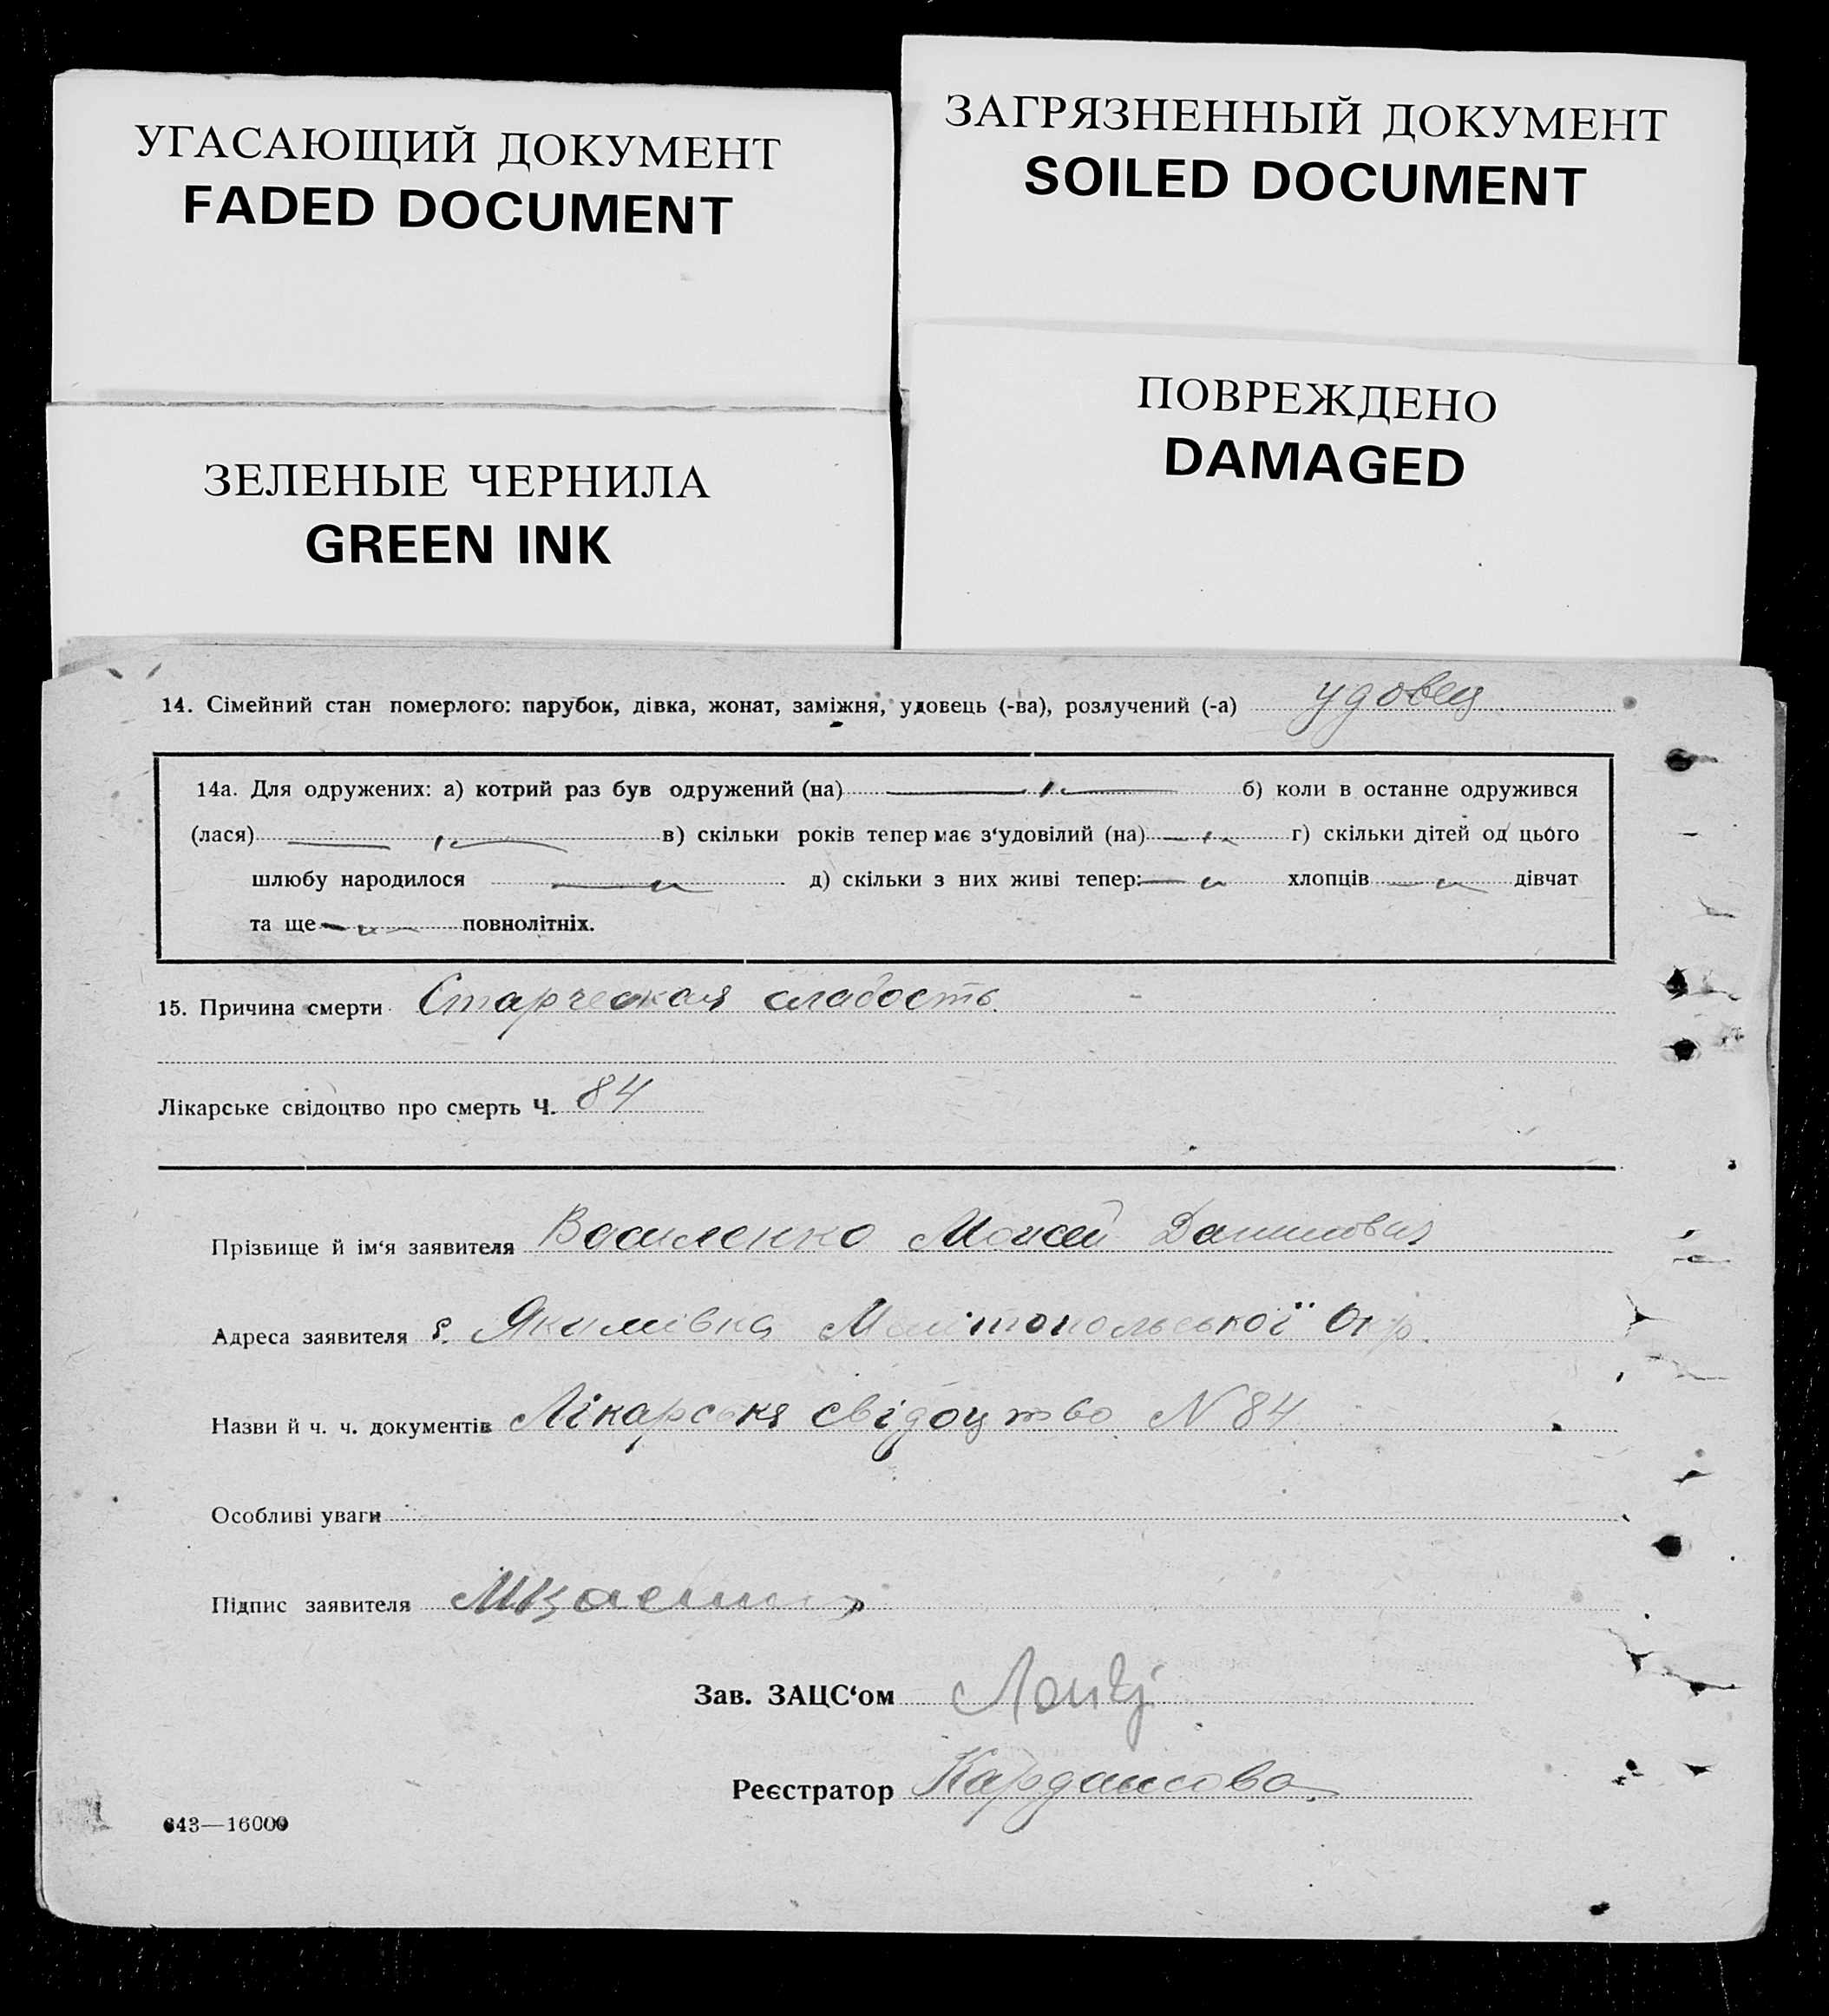 УГАСАЮЩИЙ ДОКУМЕНТ
FADED DOCUMENT
ЗАГРЯЗНЕННЫЙ ДОКУМЕНТ
SOILED DOCUMENT
ЗЕЛЕНЫЕ ЧЕРНИЛА
GREEN INK
ПОВРЕЖДЕНО
DAMAGED
14. Сімейний стан померлого: парубок, дівка, жонат, заміжня, удовець (-ва), розлучений (-а) удовец
14а. Для одружених: а) котрий раз був одружений (на) — " — б) коли в останне одружився
(лася) — " — в) скільки років тепер має з‘удовілий (на) — " — г) скільки дітей од цього
шлюбу народилося — " — д) скільки з них живі тепер: — " хлопців — " — дівчат
та ще — " — повнолітніх.
15. Причина смерти Старческая слабость.
Лікарське свідоцтво про смерть Ч. 84
Прізвище й ім‘я заявителя Василенко Моисей Данилович
Адреса заявителя с. Якимівка Мелітопольської Окр.
Назви й ч. ч. документів Лікарське свідоцтво N 84
Особливі уваги
Підпис заявителя
Зав. ЗАЦС‘ом
Реєстратор
643—16000